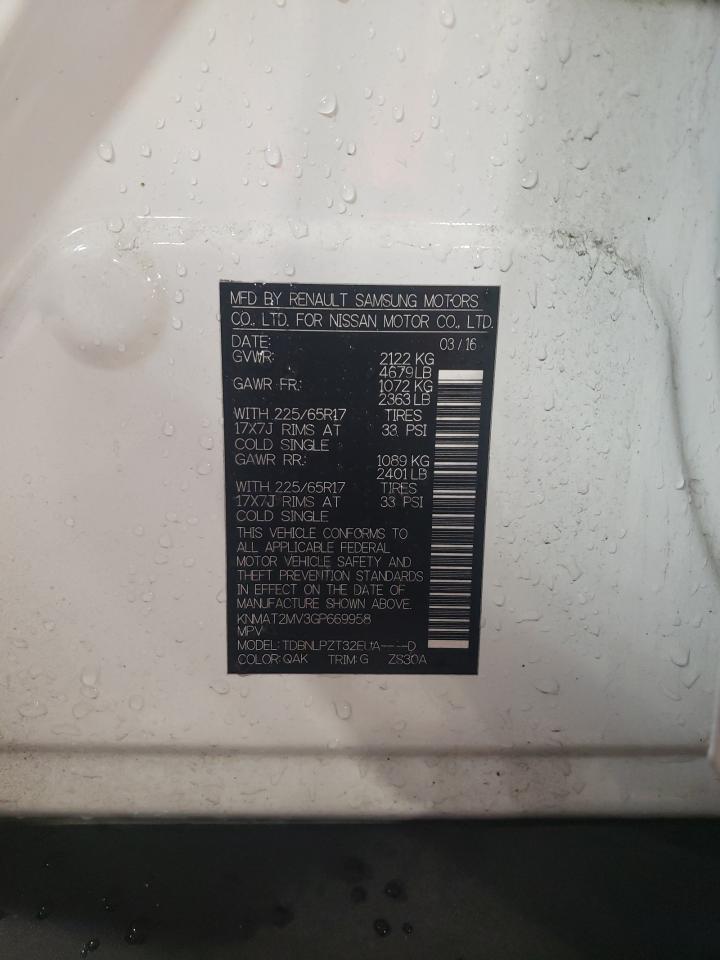 MFD BY RENAULT SAMSUNG MOTORS
CO., LTD. FOR NISSAN MOTOR CO., LTD.
DATE: 03/16
GVWR: 2122 KG
4679 LB
GAWR FR: 1072 KG
2363 LB
WITH 225/65R17 TIRES
17X7J RIMS AT 33 PSI
COLD SINGLE
GAWR RR: 1089 KG
2401 LB
WITH 225/65R17 TIRES
17X7J RIMS AT 33 PSI
COLD SINGLE
THIS VEHICLE CONFORMS TO
ALL APPLICABLE FEDERAL
MOTOR VEHICLE SAFETY AND
THEFT PREVENTION STANDARDS
IN EFFECT ON THE DATE OF
MANUFACTURE SHOWN ABOVE.
KNMAT2MV3GP669958
MPV
MODEL:
COLOR: QAK TRIM: G ZS30A